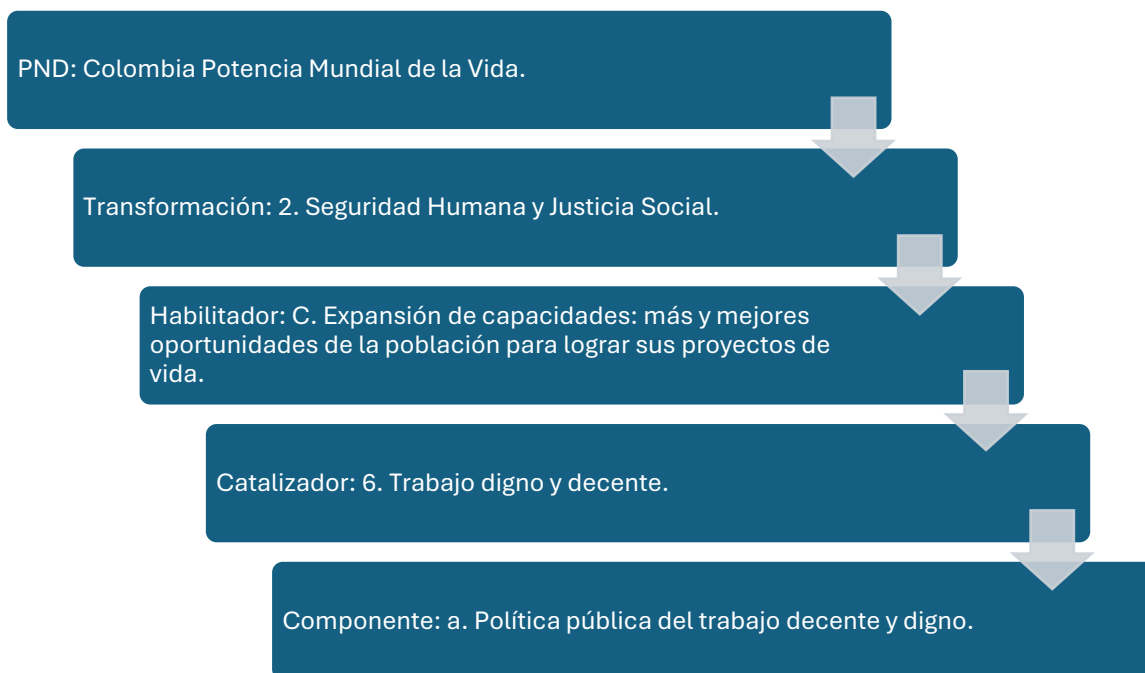 PND: Colombia Potencia Mundial de la Vida.
Transformación: 2. Seguridad Humana y Justicia Social.
Habilitador: C. Expansión de capacidades: más y mejores
oportunidades de la población para lograr sus proyectos de
vida.
Catalizador: 6. Trabajo digno y decente.
Componente: a. Política pública del trabajo decente y digno.